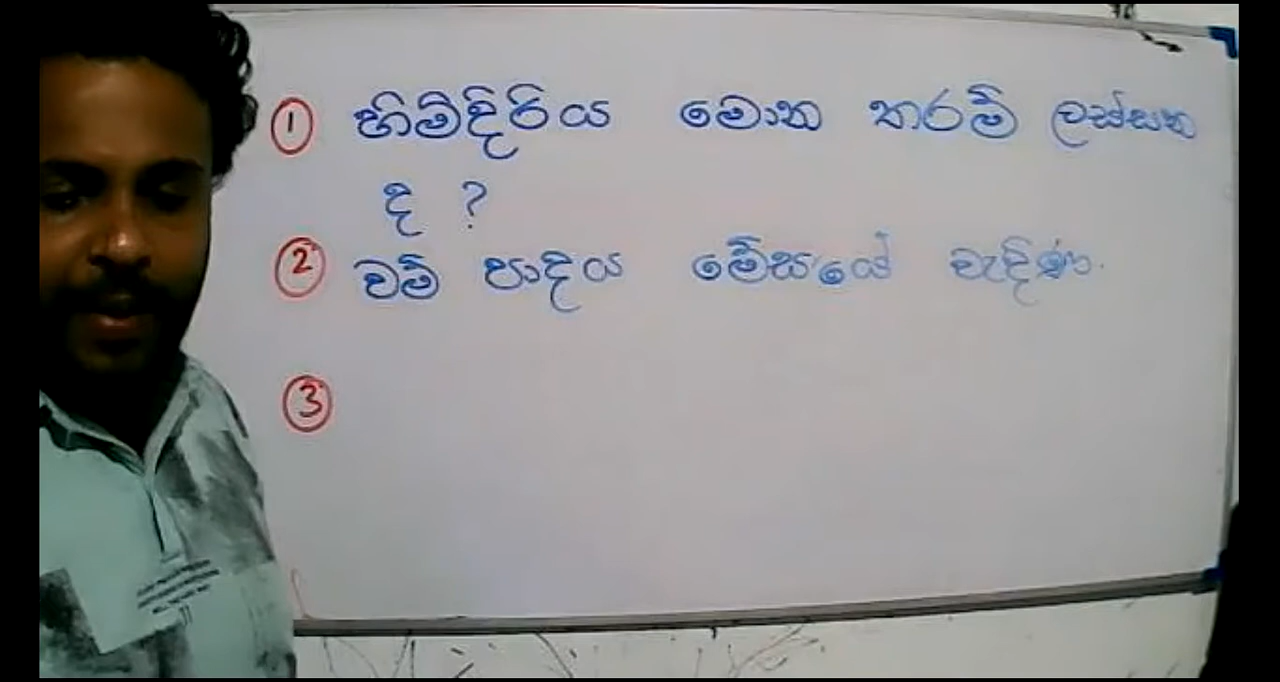 ① හිම්දිරිය මොන තරම් ලස්සන
ද ?
② වම් පාදය මේසයේ වැදිණ.
③